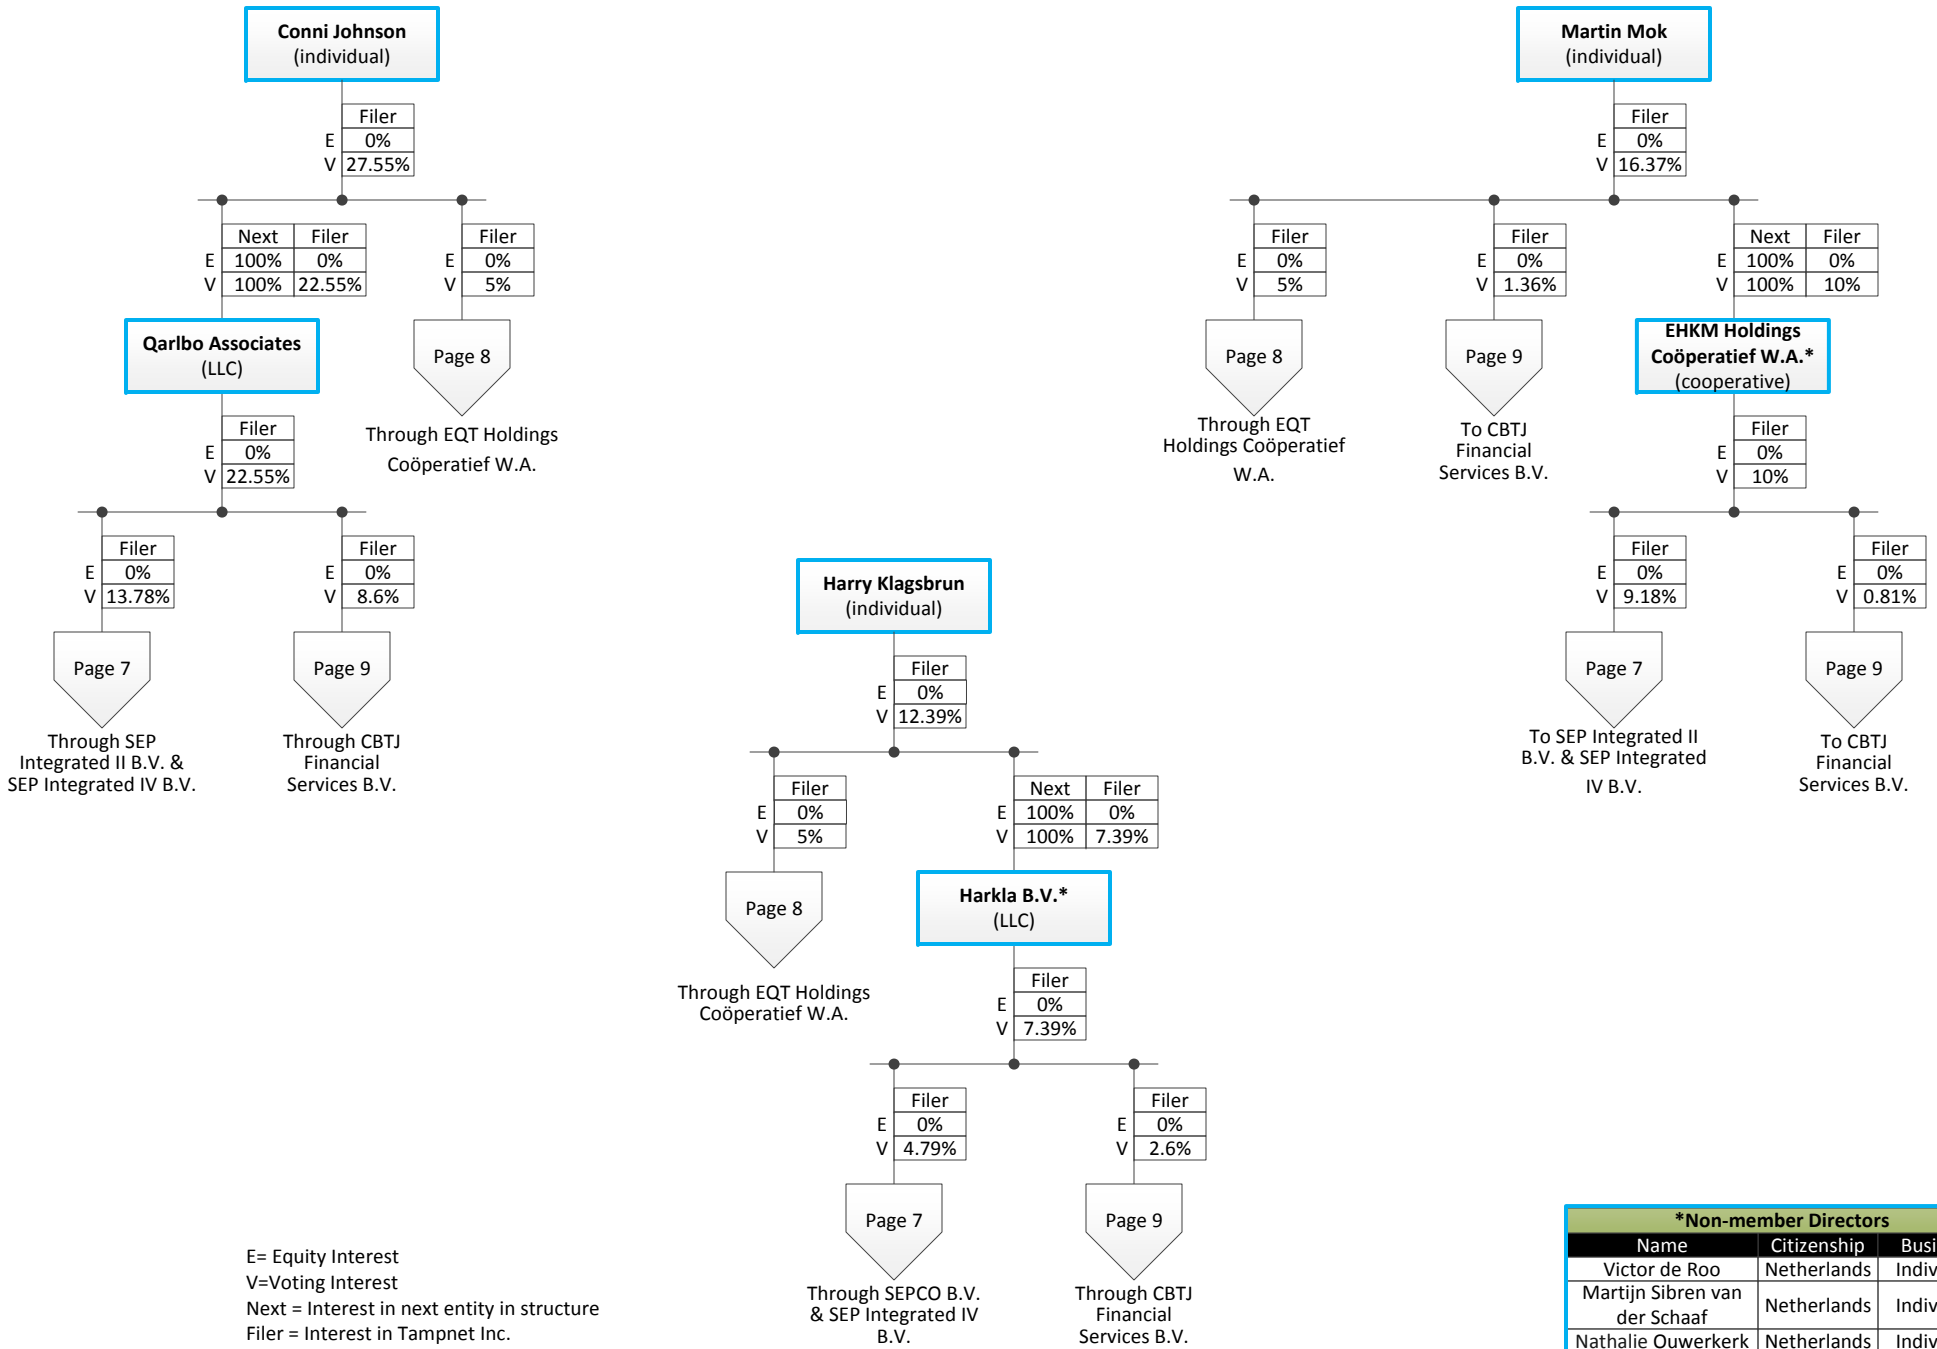 Conni Johnson
(individual)
Filer
E 0%
V 27.55%
Next Filer
E 100% 0%
V 100% 22.55%
Filer
E 0%
V 5%
Qarlbo Associates
(LLC)
Page 8
Through EQT Holdings
Coöperatief W.A.
Filer
E 0%
V 22.55%
Filer
E 0%
V 13.78%
Filer
E 0%
V 8.6%
Page 7
Page 9
Through SEP
Integrated II B.V. &
SEP Integrated IV B.V.
Through CBTJ
Financial
Services B.V.
Harry Klagsbrun
(individual)
Filer
E 0%
V 12.39%
Filer
E 0%
V 5%
Next Filer
E 100% 0%
V 100% 7.39%
Page 8
Through EQT Holdings
Coöperatief W.A.
Harkla B.V.*
(LLC)
Filer
E 0%
V 7.39%
Filer
E 0%
V 4.79%
Filer
E 0%
V 2.6%
Page 7
Page 9
Through SEPCO B.V.
& SEP Integrated IV
B.V.
Through CBTJ
Financial
Services B.V.
Martin Mok
(individual)
Filer
E 0%
V 16.37%
Filer
E 0%
V 5%
Filer
E 0%
V 1.36%
Next Filer
E 100% 0%
V 100% 10%
Page 8
Page 9
Through EQT
Holdings Coöperatief
W.A.
To CBTJ
Financial
Services B.V.
EHKM Holdings
Coöperatief W.A.*
(cooperative)
Filer
E 0%
V 10%
Filer
E 0%
V 9.18%
Filer
E 0%
V 0.81%
Page 7
Page 9
To SEP Integrated II
B.V. & SEP Integrated
IV B.V.
To CBTJ
Financial
Services B.V.
E= Equity Interest
V=Voting Interest
Next = Interest in next entity in structure
Filer = Interest in Tampnet Inc.
*Non-member Directors
Name Citizenship Busi
Victor de Roo Netherlands Indiv
Martijn Sibren van
der Schaaf Netherlands Indiv
Nathalie Ouwerkerk Netherlands Indiv